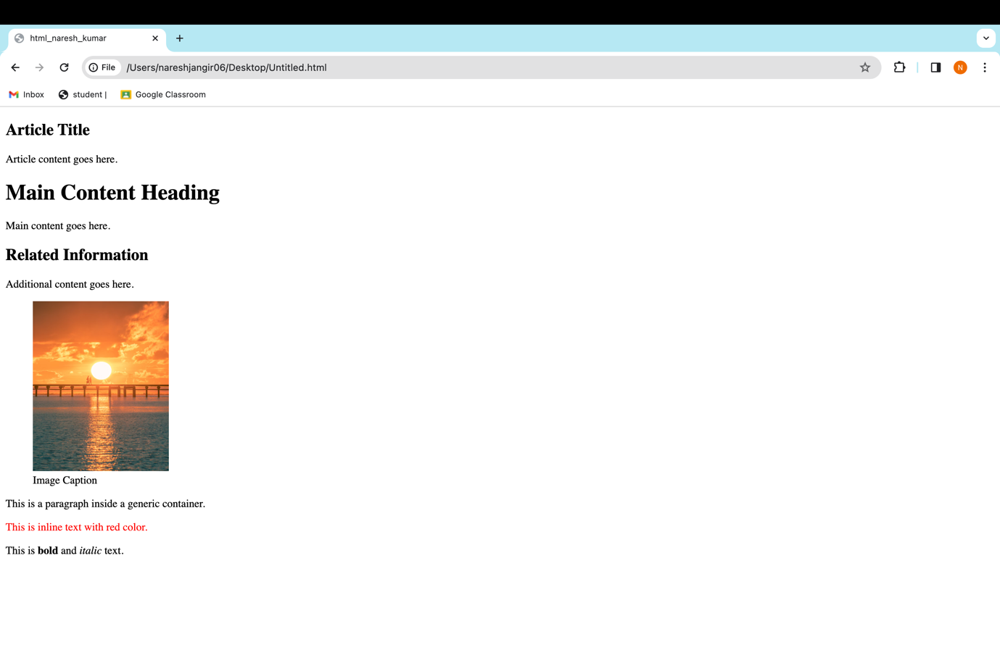 html_naresh_kumar
File /Users/nareshjangir06/Desktop/Untitled.html
N
Inbox student | Google Classroom
Article Title
Article content goes here.
Main Content Heading
Main content goes here.
Related Information
Additional content goes here.
Image Caption
This is a paragraph inside a generic container.
This is inline text with red color.
This is bold and italic text.